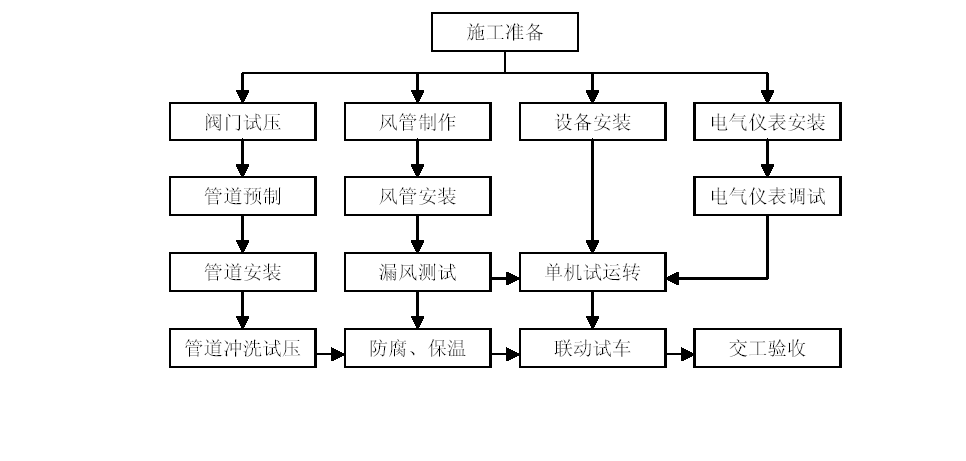 施工准备
阀门试压
风管制作
设备安装
电气仪表安装
管道预制
风管安装
电气仪表调试
管道安装
漏风测试
单机试运转
管道冲洗试压
防腐、保温
联动试车
交工验收